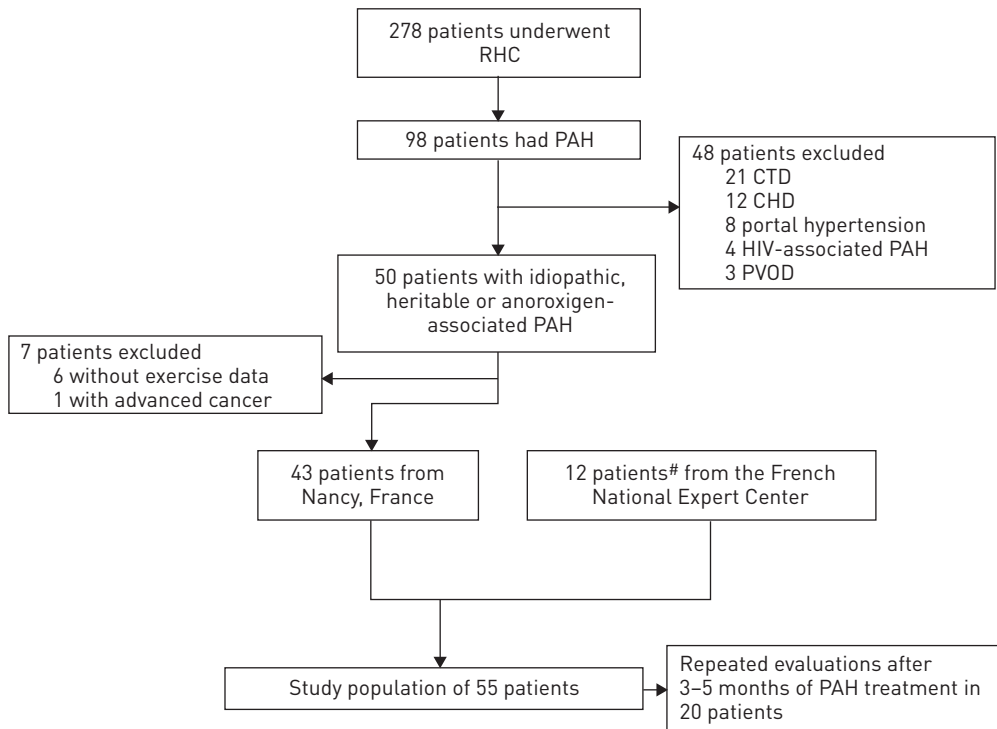 278 patients underwent
RHC
98 patients had PAH
48 patients excluded
21 CTD
12 CHD
8 portal hypertension
4 HIV-associated PAH
3 PVOD
50 patients with idiopathic,
heritable or anoroxigen-
associated PAH
7 patients excluded
6 without exercise data
1 with advanced cancer
43 patients from
Nancy, France
12 patients# from the French
National Expert Center
Study population of 55 patients
Repeated evaluations after
3–5 months of PAH treatment in
20 patients